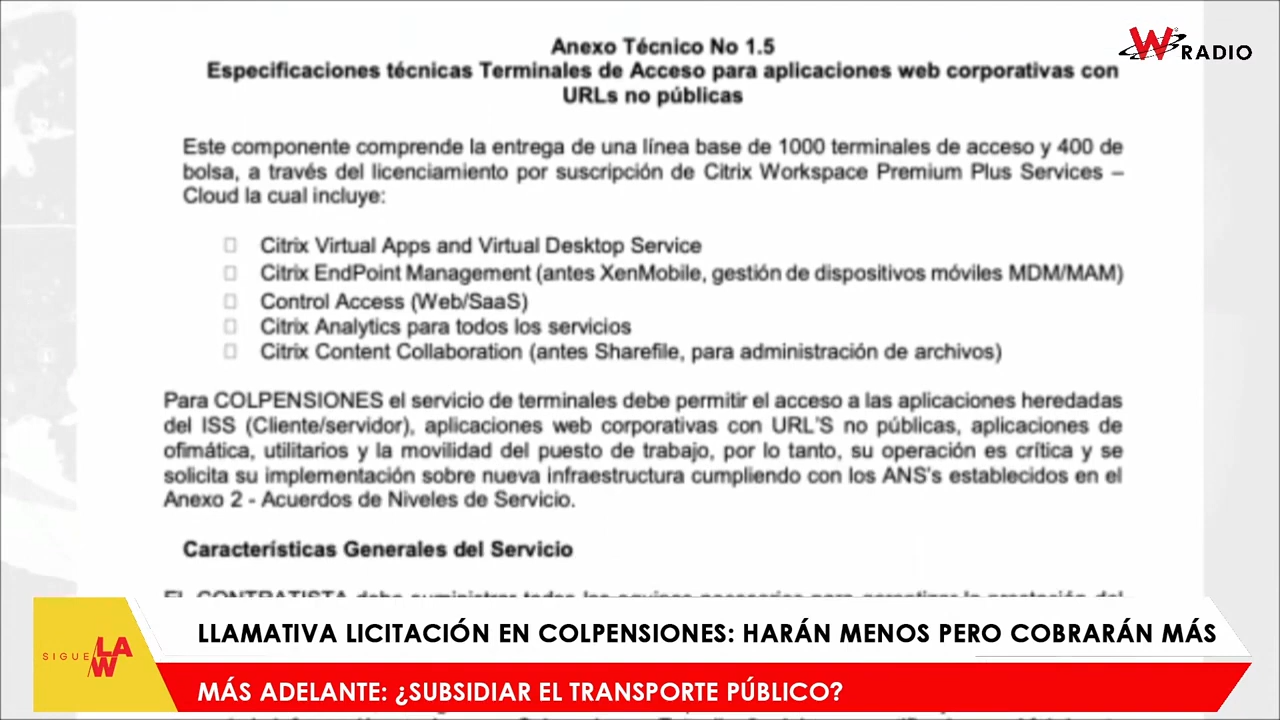 Anexo Técnico No 1.5
Especificaciones técnicas Terminales de Acceso para aplicaciones web corporativas con
URLs no públicas
W RADIO
Este componente comprende la entrega de una línea base de 1000 terminales de acceso y 400 de
bolsa, a través del licenciamiento por suscripción de Citrix Workspace Premium Plus Services –
Cloud la cual incluye:
Citrix Virtual Apps and Virtual Desktop Service
Citrix EndPoint Management (antes XenMobile, gestión de dispositivos móviles MDM/MAM)
Control Access (Web/SaaS)
Citrix Analytics para todos los servicios
Citrix Content Collaboration (antes Sharefile, para administración de archivos)
Para COLPENSIONES el servicio de terminales debe permitir el acceso a las aplicaciones heredadas
del ISS (Cliente/servidor), aplicaciones web corporativas con URL'S no públicas, aplicaciones de
ofimática, utilitarios y la movilidad del puesto de trabajo, por lo tanto, su operación es crítica y se
solicita su implementación sobre nueva infraestructura cumpliendo con los ANS's establecidos en el
Anexo 2 - Acuerdos de Niveles de Servicio.
Características Generales del Servicio
SIGUE LA W
LLAMATIVA LICITACIÓN EN COLPENSIONES: HARÁN MENOS PERO COBRARÁN MÁS
MÁS ADELANTE: ¿SUBSIDIAR EL TRANSPORTE PÚBLICO?